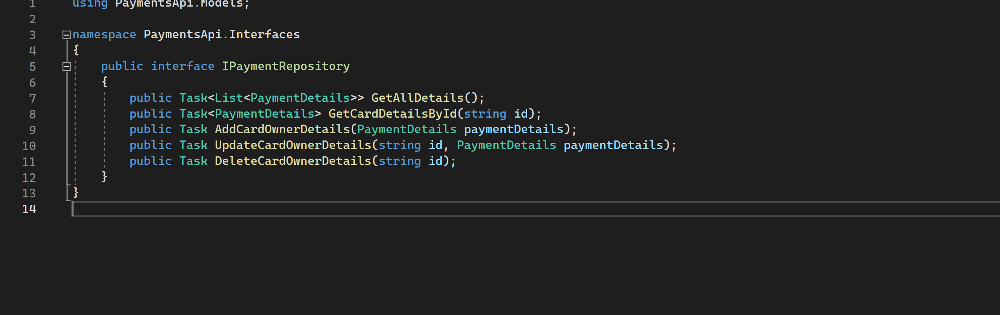 1 using PaymentsApi.Models;
2
3 namespace PaymentsApi.Interfaces
4 {
5 public interface IPaymentRepository
6 {
7 public Task<List<PaymentDetails>> GetAllDetails();
8 public Task<PaymentDetails> GetCardDetailsById(string id);
9 public Task AddCardOwnerDetails(PaymentDetails paymentDetails);
10 public Task UpdateCardOwnerDetails(string id, PaymentDetails paymentDetails);
11 public Task DeleteCardOwnerDetails(string id);
12 }
13 }
14